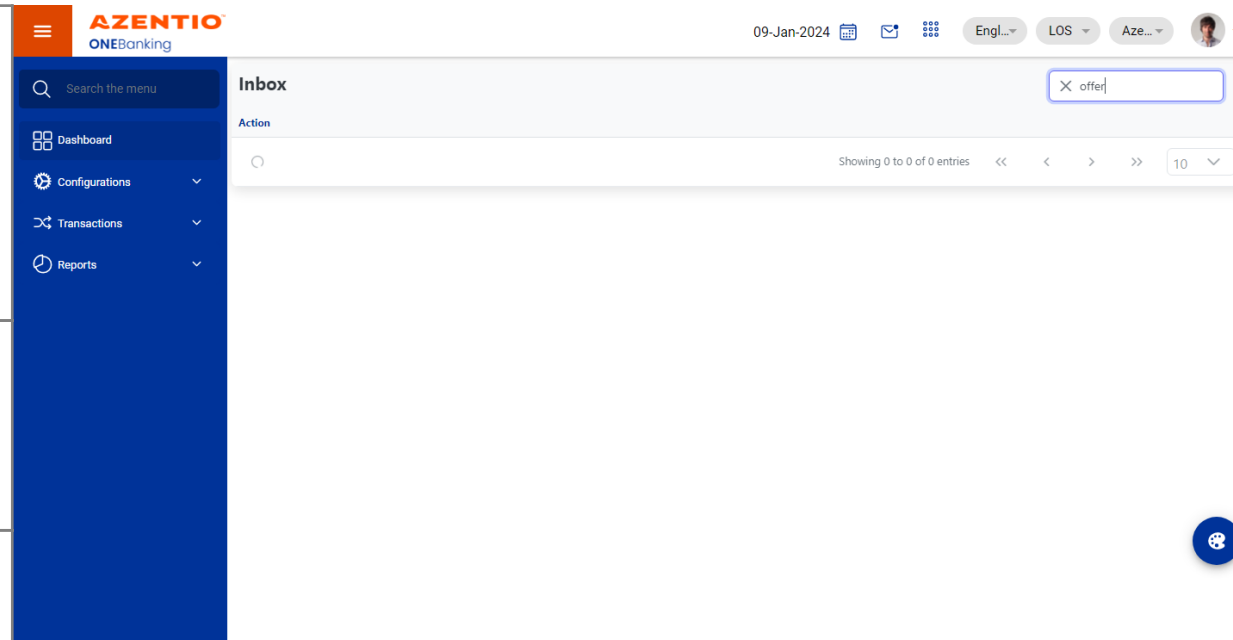 AZENTIO
ONEBanking
09-Jan-2024
Engl...
LOS
Aze...
Search the menu
Inbox
offer
Action
Dashboard
Showing 0 to 0 of 0 entries << < > >> 10
Configurations
Transactions
Reports